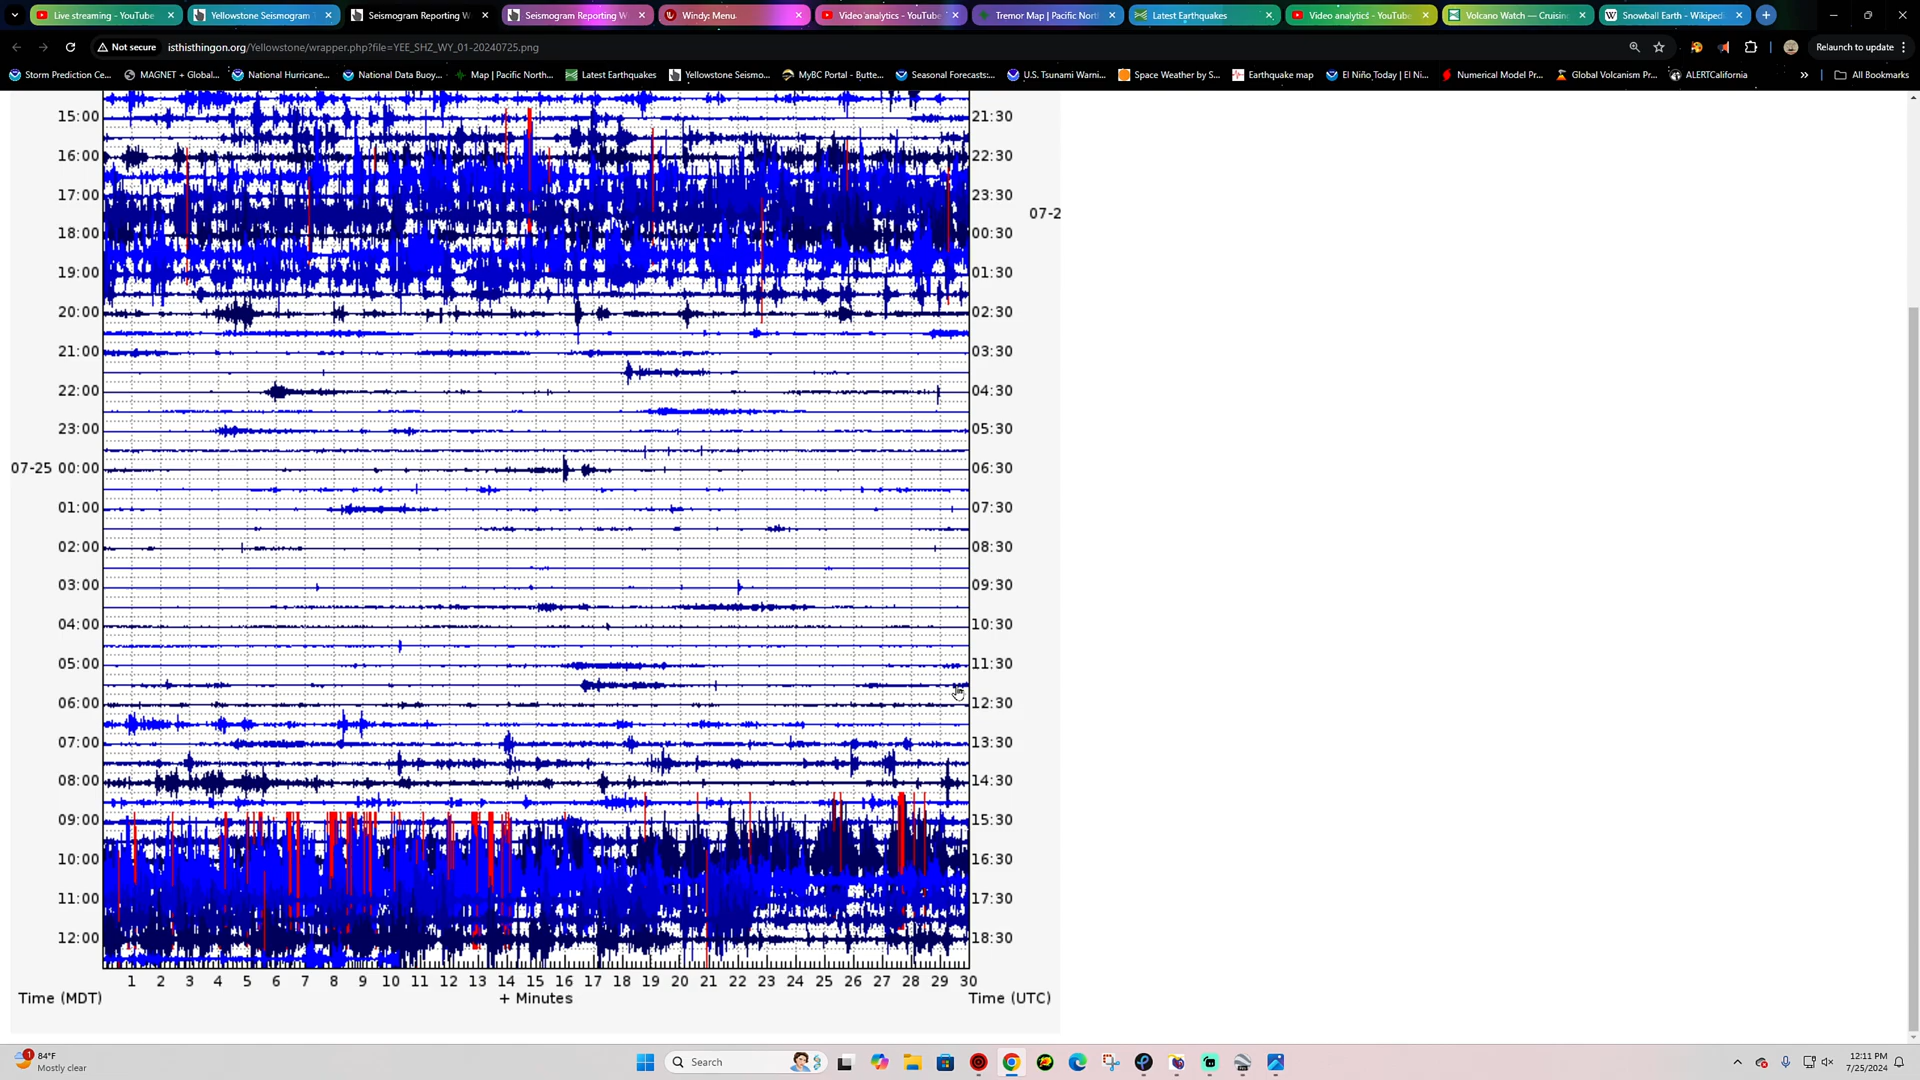 Live streaming - YouTube
Yellowstone Seismogram T
Seismogram Reporting W
Seismogram Reporting W
Windy: Menu
Video analytics - YouTube
Tremor Map | Pacific North
Latest Earthquakes
Video analytics - YouTube
Volcano Watch — Cruising
Snowball Earth - Wikiped
Not secure
isthisthingon.org/Yellowstone/wrapper.php?file=YEE_SHZ_WY_01-20240725.png
Relaunch to update
Storm Prediction Ce...
MAGNET + Global...
National Hurricane...
National Data Buoy...
Map | Pacific North...
Latest Earthquakes
Yellowstone Seismo...
MyBC Portal - Butte...
Seasonal Forecasts:...
U.S. Tsunami Warni...
Space Weather by S...
Earthquake map
El Niño Today | El Ni...
Numerical Model Pr...
Global Volcanism Pr...
ALERTCalifornia
»
All Bookmarks
15:00 21:30
16:00 22:30
17:00 23:30
07-2
18:00 00:30
19:00 01:30
20:00 02:30
21:00 03:30
22:00 04:30
23:00 05:30
07-25 00:00 06:30
01:00 07:30
02:00 08:30
03:00 09:30
04:00 10:30
05:00 11:30
06:00 12:30
07:00 13:30
08:00 14:30
09:00 15:30
10:00 16:30
11:00 17:30
12:00 18:30
1 2 3 4 5 6 7 8 9 10 11 12 13 14 15 16 17 18 19 20 21 22 23 24 25 26 27 28 29 30
Time (MDT) + Minutes Time (UTC)
1
84°F
Mostly clear
Search
12:11 PM
7/25/2024